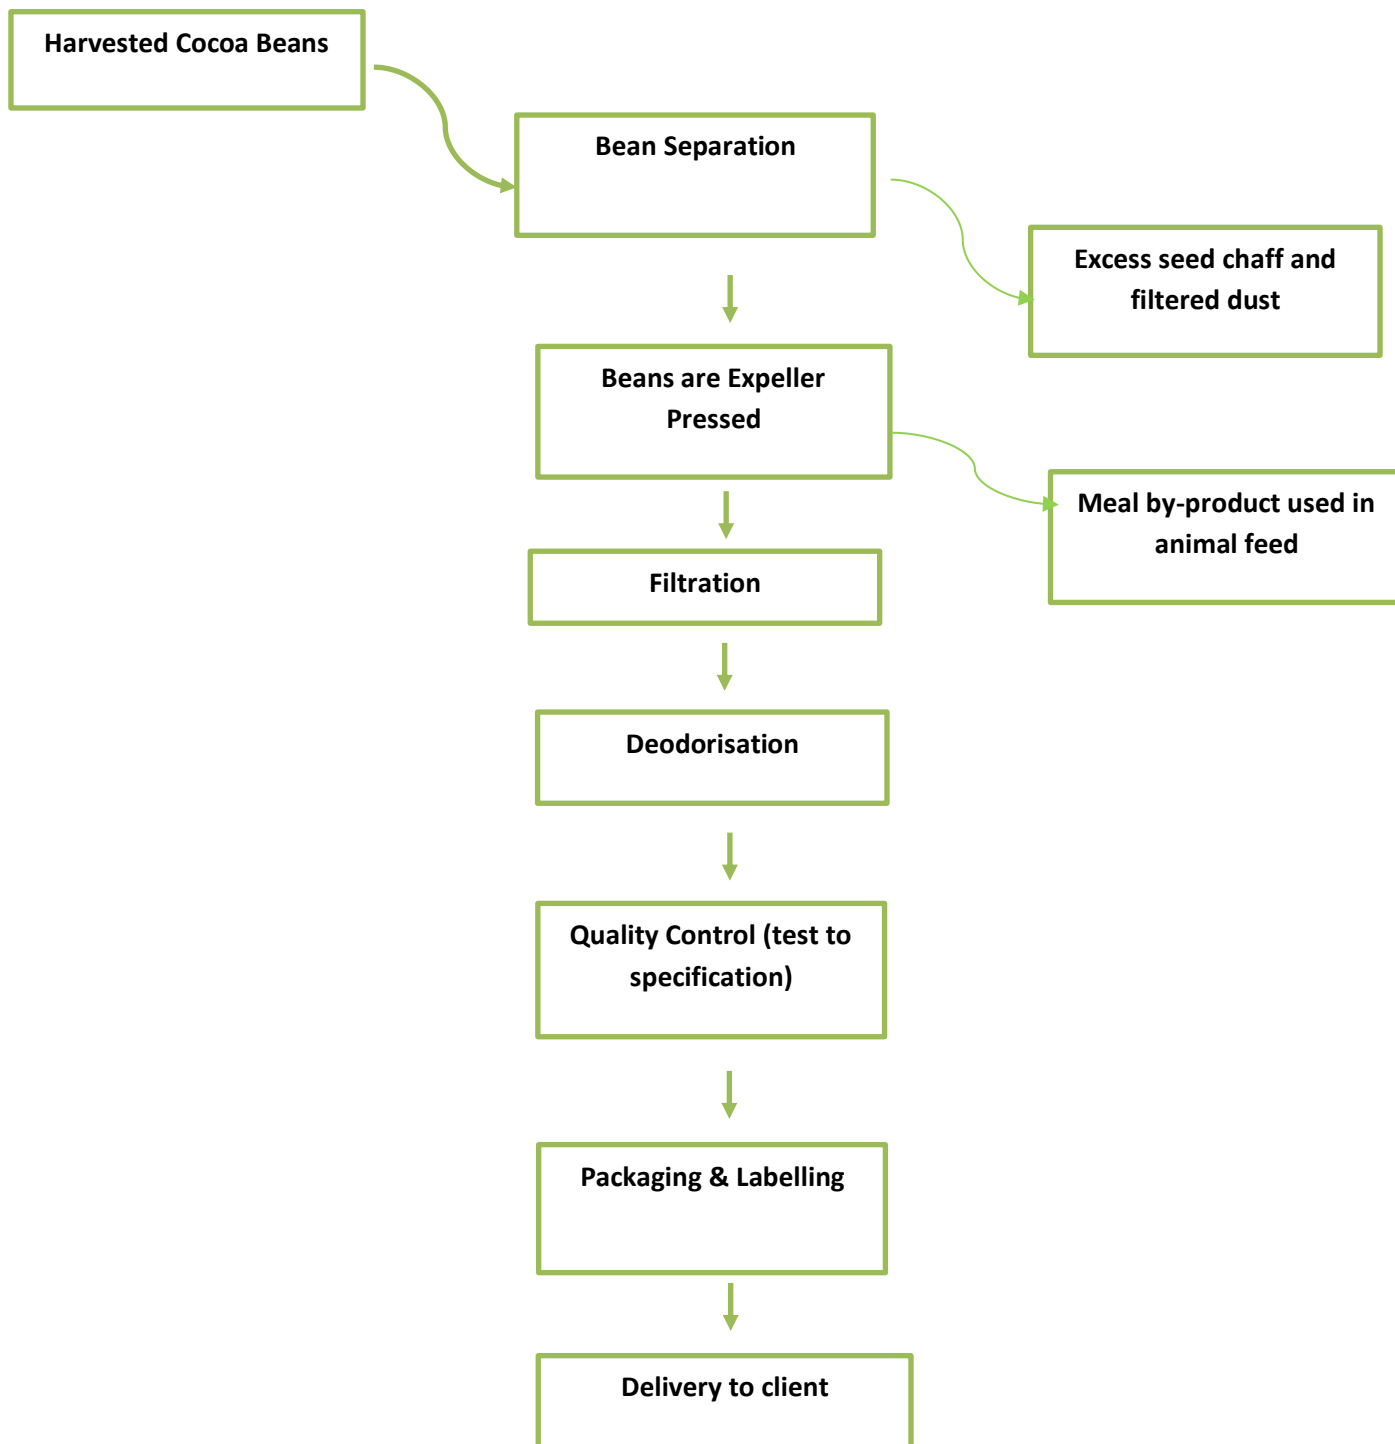 Harvested Cocoa Beans
Bean Separation
Excess seed chaff and
filtered dust
Beans are Expeller
Pressed
Meal by-product used in
animal feed
Filtration
Deodorisation
Quality Control (test to
specification)
Packaging & Labelling
Delivery to client